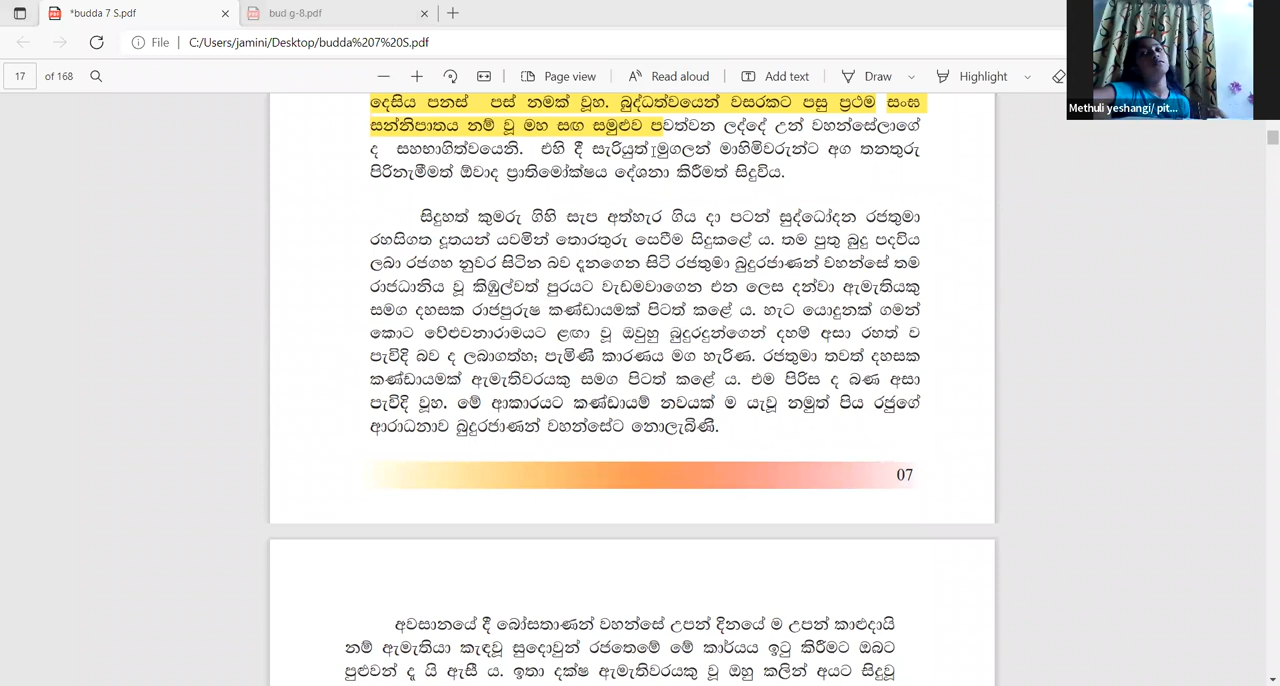 *budda 7 S.pdf
bud g-8.pdf
File C:/Users/jamini/Desktop/budda%207%20S.pdf
17 of 168 Page view Read aloud Add text Draw Highlight
Methuli yeshangi/ pit...
දෙසිය පනස් පස් නමක් වූහ. බුද්ධත්වයෙන් වසරකට පසු ප්‍රථම සංඝ
සන්නිපාතය නම් වූ මහ සඟ සමුළුව පවත්වන ලද්දේ උන් වහන්සේලාගේ
ද සහභාගිත්වයෙනි. එහි දී සැරියුත් මුගලන් මාහිමිවරුන්ට අග තනතුරු
පිරිනැමීමත් ඕවාද ප්‍රාතිමෝක්ෂය දේශනා කිරීමත් සිදුවිය.
සිදුහත් කුමරු ගිහි සැප අත්හැර ගිය දා පටන් සුද්ධෝදන රජතුමා
රහසිගත දූතයන් යවමින් තොරතුරු සෙවීම සිදුකළේ ය. තම පුතු බුදු පදවිය
ලබා රජගහ නුවර සිටින බව දැනගෙන සිටි රජතුමා බුදුරජාණන් වහන්සේ තම
රාජධානිය වූ කිඹුල්වත් පුරයට වැඩමවාගෙන එන ලෙස දන්වා ඇමැතියකු
සමග දහසක රාජපුරුෂ කණ්ඩායමක් පිටත් කළේ ය. හැට යොදුනක් ගමන්
කොට වේළුවනාරාමයට ළඟා වූ ඔවුහු බුදුරදුන්ගෙන් දහම් අසා රහත් ව
පැවිදි බව ද ලබාගත්හ; පැමිණි කාරණය මග හැරිණ. රජතුමා තවත් දහසක
කණ්ඩායමක් ඇමැතිවරයකු සමග පිටත් කළේ ය. එම පිරිස ද බණ අසා
පැවිදි වූහ. මේ ආකාරයට කණ්ඩායම් නවයක් ම යැවූ නමුත් පිය රජුගේ
ආරාධනාව බුදුරජාණන් වහන්සේට නොලැබිණි.
07
අවසානයේ දී බෝසතාණන් වහන්සේ උපන් දිනයේ ම උපන් කාළුදායි
නම් ඇමැතියා කැඳවූ සුදොවුන් රජතෙමේ මේ කාර්යය ඉටු කිරීමට ඔබට
පුළුවන් දැ යි ඇසී ය. ඉතා දක්ෂ ඇමැතිවරයකු වූ ඔහු කලින් අයට සිදුවූ